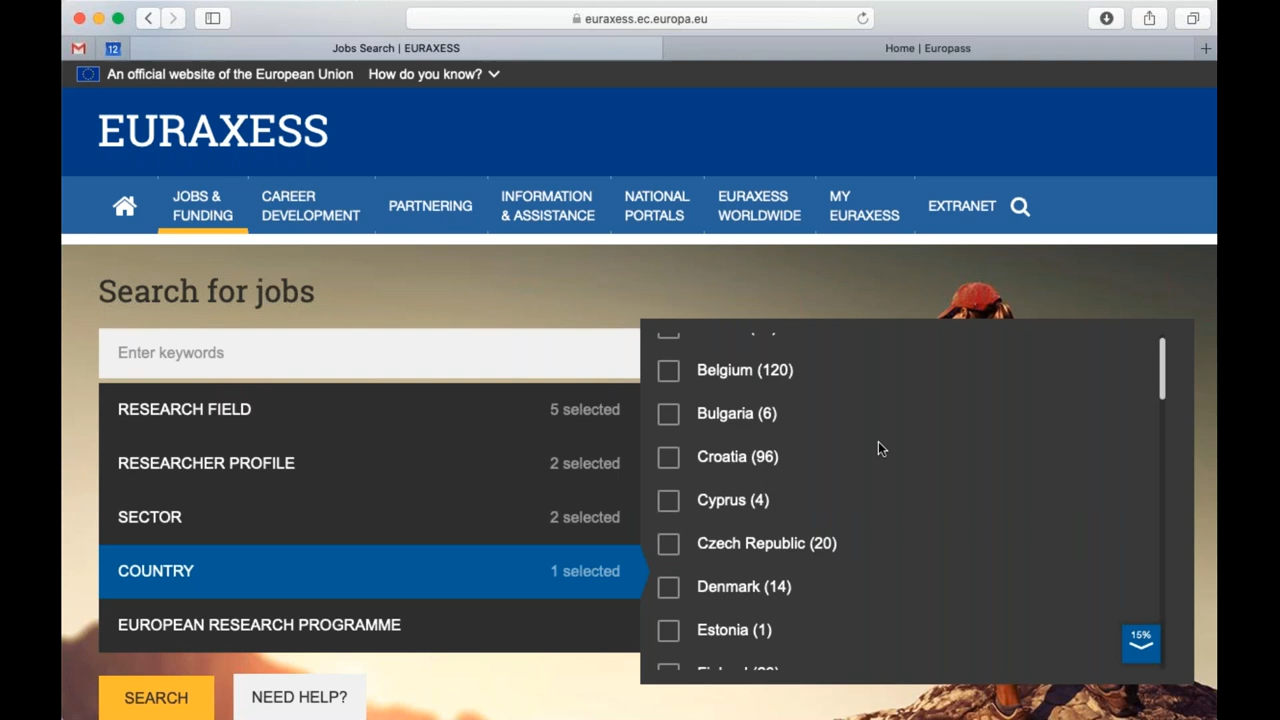 euraxess.ec.europa.eu
12
Jobs Search | EURAXESS
Home | Europass
An official website of the European Union How do you know?
EURAXESS
JOBS &
FUNDING
CAREER
DEVELOPMENT
PARTNERING
INFORMATION
& ASSISTANCE
NATIONAL
PORTALS
EURAXESS
WORLDWIDE
MY
EURAXESS
EXTRANET
Search for jobs
Enter keywords
RESEARCH FIELD 5 selected
RESEARCHER PROFILE 2 selected
SECTOR 2 selected
COUNTRY 1 selected
EUROPEAN RESEARCH PROGRAMME
Belgium (120)
Bulgaria (6)
Croatia (96)
Cyprus (4)
Czech Republic (20)
Denmark (14)
Estonia (1)
15%
SEARCH
NEED HELP?